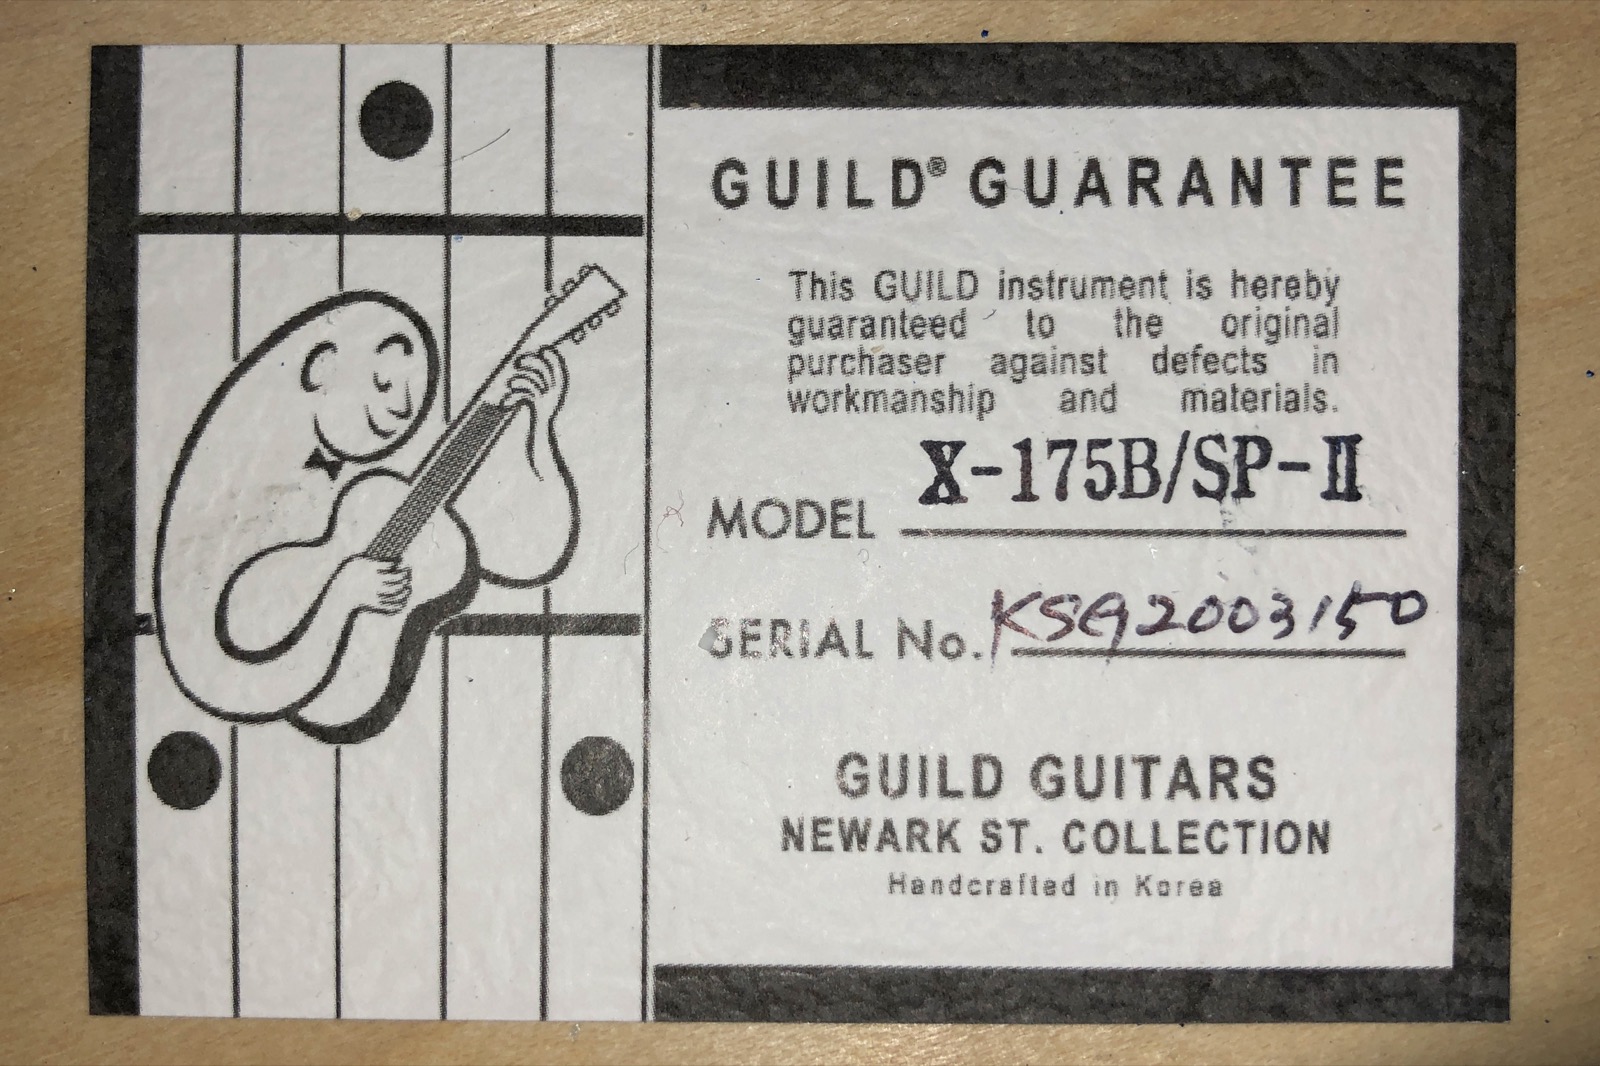 GUILD® GUARANTEE
This GUILD instrument is hereby
guaranteed to the original
purchaser against defects in
workmanship and materials.
MODEL X-175B/SP-II
SERIAL No. KSG2003150
GUILD GUITARS
NEWARK ST. COLLECTION
Handcrafted in Korea